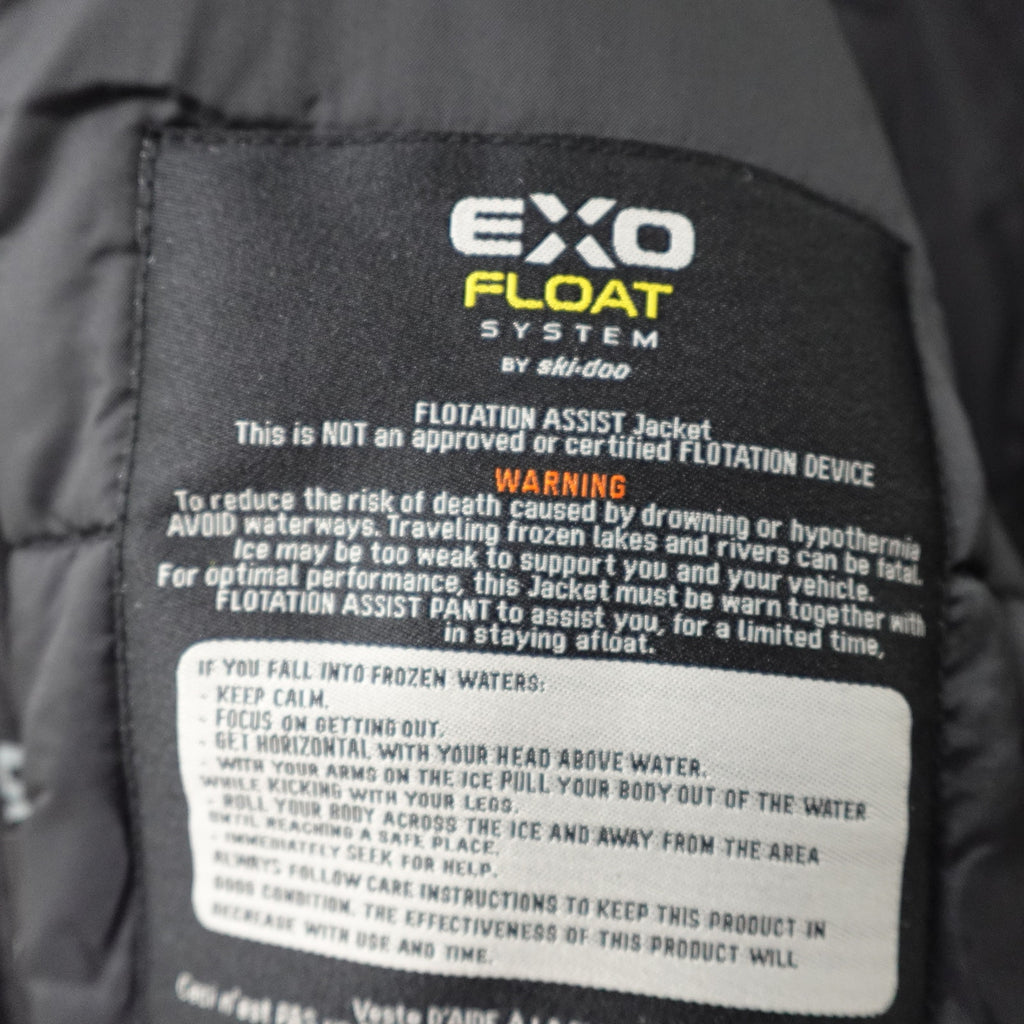 EXO
FLOAT
SYSTEM
BY ski-doo
FLOTATION ASSIST Jacket
This is NOT an approved or certified FLOTATION DEVICE
WARNING
To reduce the risk of death caused by drowning or hypothermia
AVOID waterways. Traveling frozen lakes and rivers can be fatal.
Ice may be too weak to support you and your vehicle.
For optimal performance, this Jacket must be warn together with
FLOTATION ASSIST PANT to assist you, for a limited time,
in staying afloat.
IF YOU FALL INTO FROZEN WATERS:
- KEEP CALM.
- FOCUS ON GETTING OUT.
- GET HORIZONTAL WITH YOUR HEAD ABOVE WATER.
- WITH YOUR ARMS ON THE ICE PULL YOUR BODY OUT OF THE WATER
WHILE KICKING WITH YOUR LEGS.
- ROLL YOUR BODY ACROSS THE ICE AND AWAY FROM THE AREA
UNTIL REACHING A SAFE PLACE.
- IMMEDIATELY SEEK FOR HELP.
ALWAYS FOLLOW CARE INSTRUCTIONS TO KEEP THIS PRODUCT IN
GOOD CONDITION. THE EFFECTIVENESS OF THIS PRODUCT WILL
DECREASE WITH USE AND TIME.
Veste D'AIDE À LA
Ceci n'est PAS